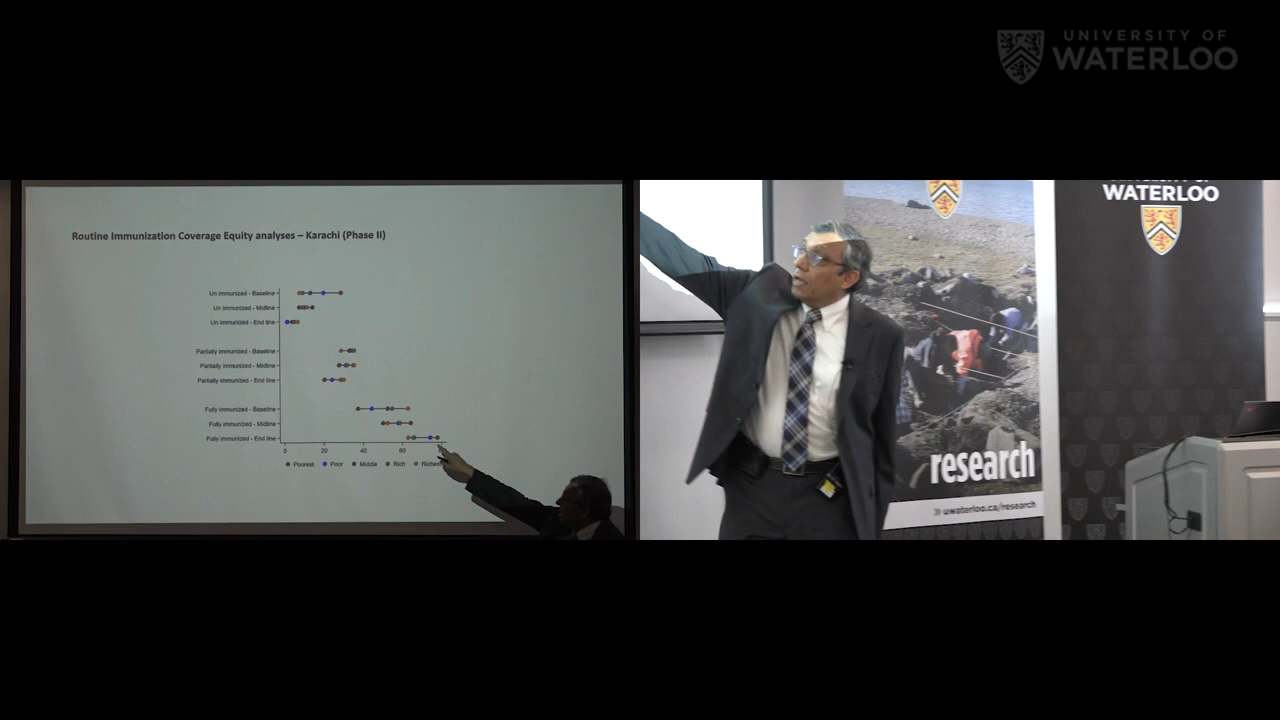 UNIVERSITY OF
WATERLOO
Routine Immunization Coverage Equity analyses – Karachi (Phase II)
Un immunized - Baseline
Un immunized - Midline
Un immunized - End line
Partially immunized - Baseline
Partially immunized - Midline
Partially immunized - End line
Fully immunized - Baseline
Fully immunized - Midline
Fully immunized - End line
0 20 40 60
Poorest Poor Middle Rich Richest
WATERLOO
research
uwaterloo.ca/research